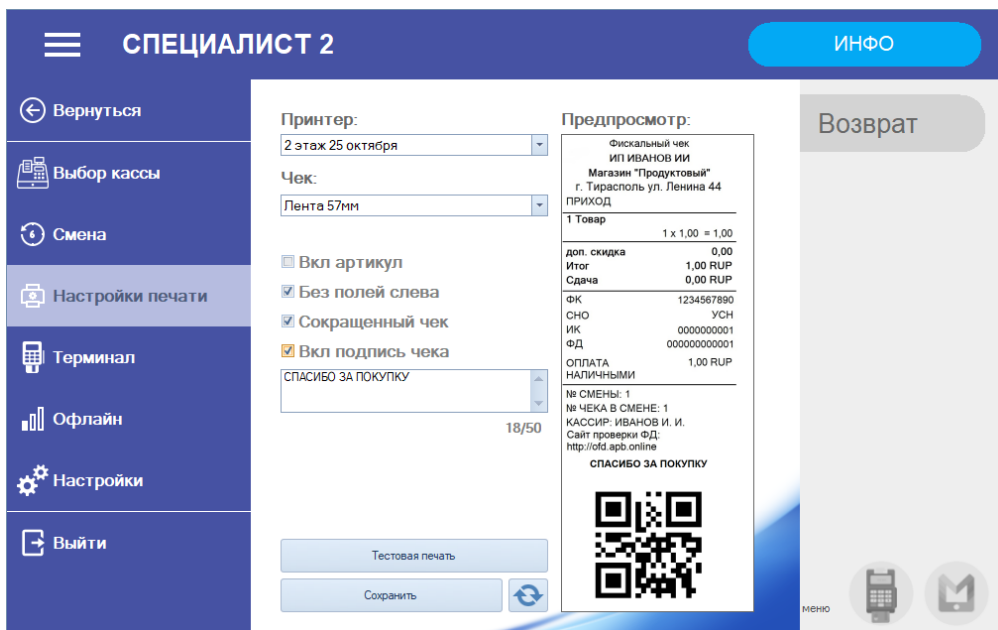 СПЕЦИАЛИСТ 2
ИНФО
Вернуться
Выбор кассы
6
Смена
Настройки печати
Терминал
Офлайн
Настройки
Выйти
Принтер:
2 этаж 25 октября
Чек:
Лента 57мм
Вкл артикул
Без полей слева
Сокращенный чек
Вкл подпись чека
СПАСИБО ЗА ПОКУПКУ
18/50
Тестовая печать
Сохранить
Предпросмотр:
Фискальный чек
ИП ИВАНОВ ИИ
Магазин "Продуктовый"
г. Тирасполь ул. Ленина 44
ПРИХОД
1 Товар
1 x 1,00 = 1,00
доп. скидка 0,00
Итог 1,00 RUP
Сдача 0,00 RUP
ФК 1234567890
СНО УСН
ИК 0000000001
ФД 000000000001
ОПЛАТА 1,00 RUP
НАЛИЧНЫМИ
№ СМЕНЫ: 1
№ ЧЕКА В СМЕНЕ: 1
КАССИР: ИВАНОВ И. И.
Сайт проверки ФД:
http://ofd.apb.online
СПАСИБО ЗА ПОКУПКУ
Возврат
меню